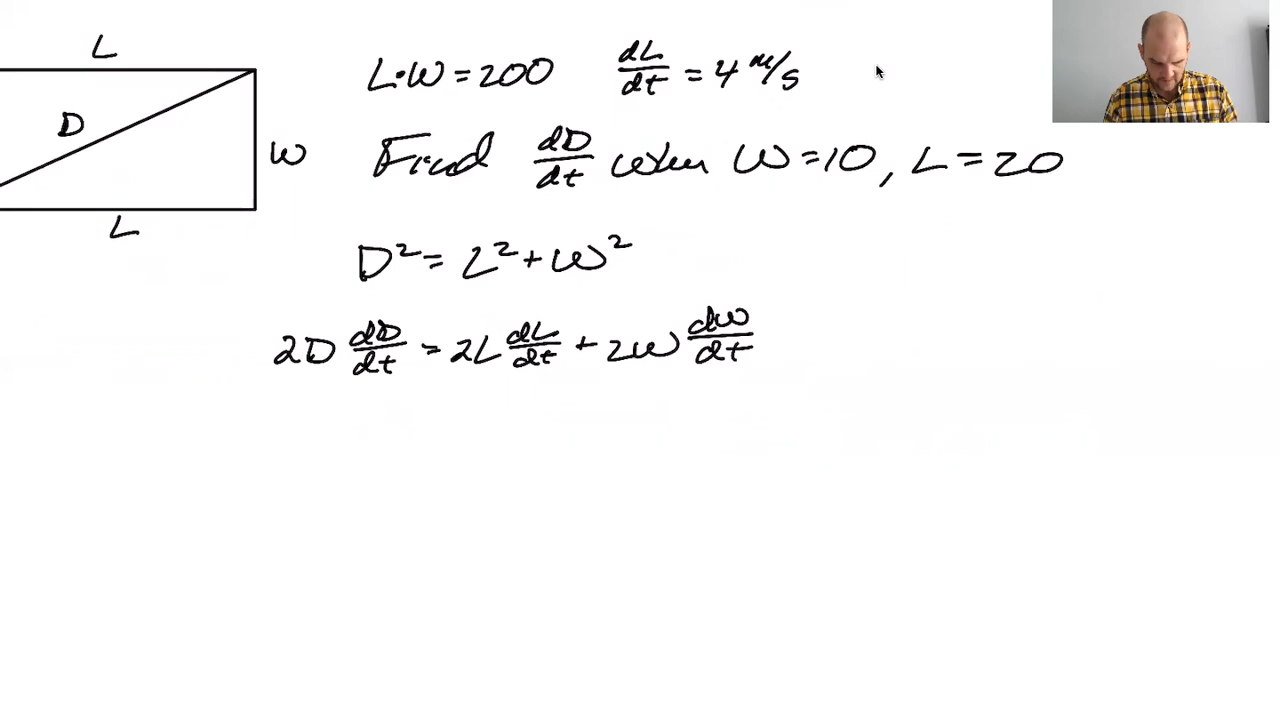 L
D
W
L
L·W = 200 dL/dt = 4 m/s
Find dD/dt when W = 10, L = 20
D² = L² + W²
2D dD/dt = 2L dL/dt + 2W dW/dt